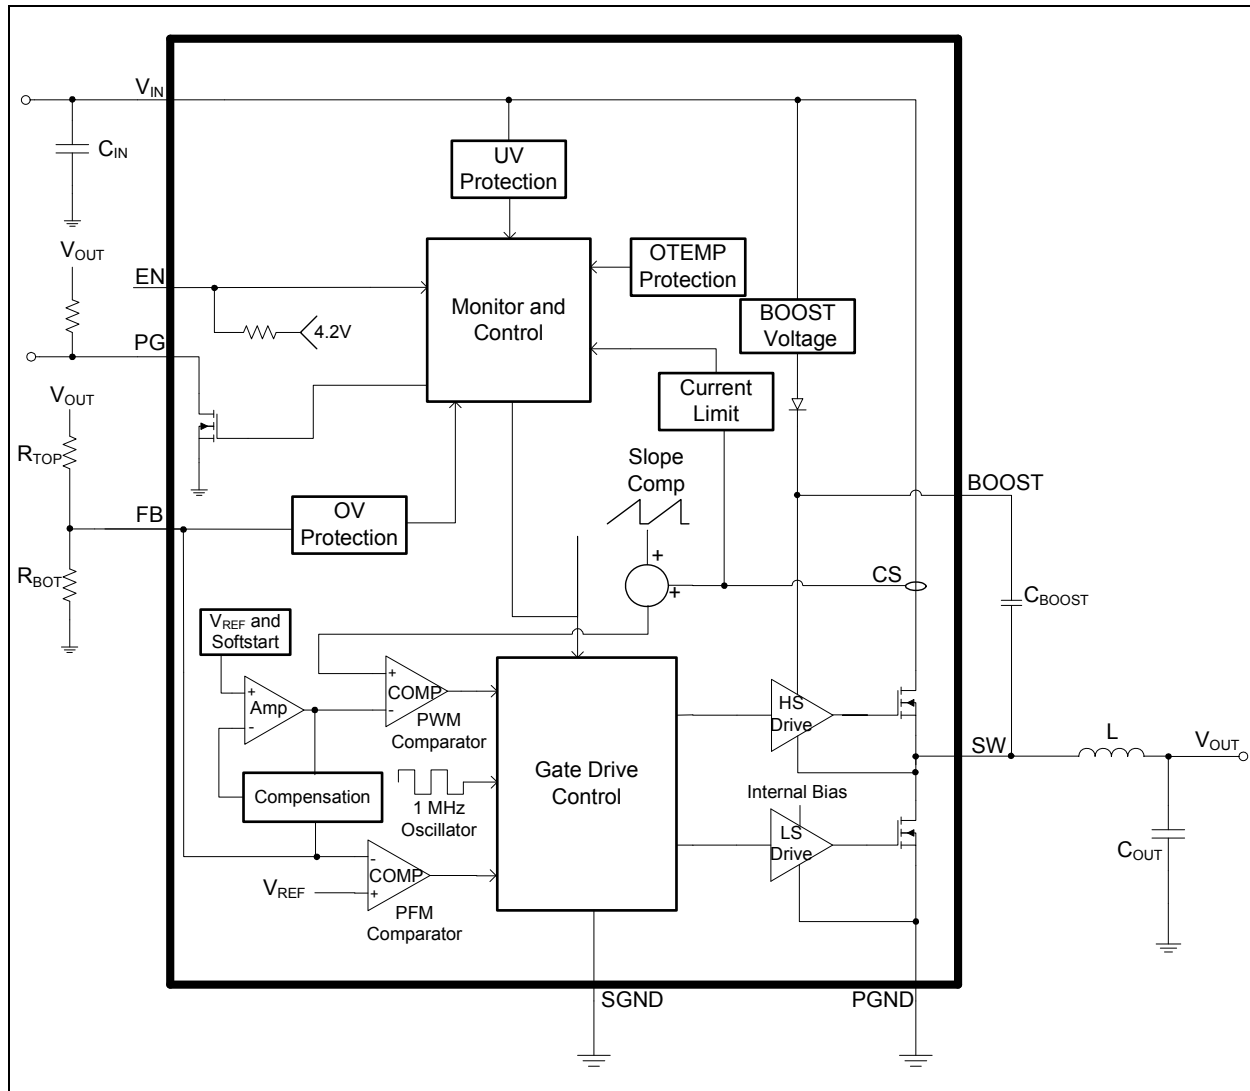 VIN
CIN
UV
Protection
VOUT
EN
OTEMP
Protection
Monitor and
Control
4.2V
BOOST
Voltage
PG
Current
Limit
VOUT
RTOP
Slope
Comp
BOOST
FB
OV
Protection
+
+
CS
RBOT
CBOOST
VREF and
Softstart
+
-
Amp
+
-
COMP
PWM
Comparator
HS
Drive
SW
L
VOUT
Compensation
1 MHz
Oscillator
Gate Drive
Control
Internal Bias
LS
Drive
COUT
-
+
COMP
VREF
PFM
Comparator
SGND
PGND